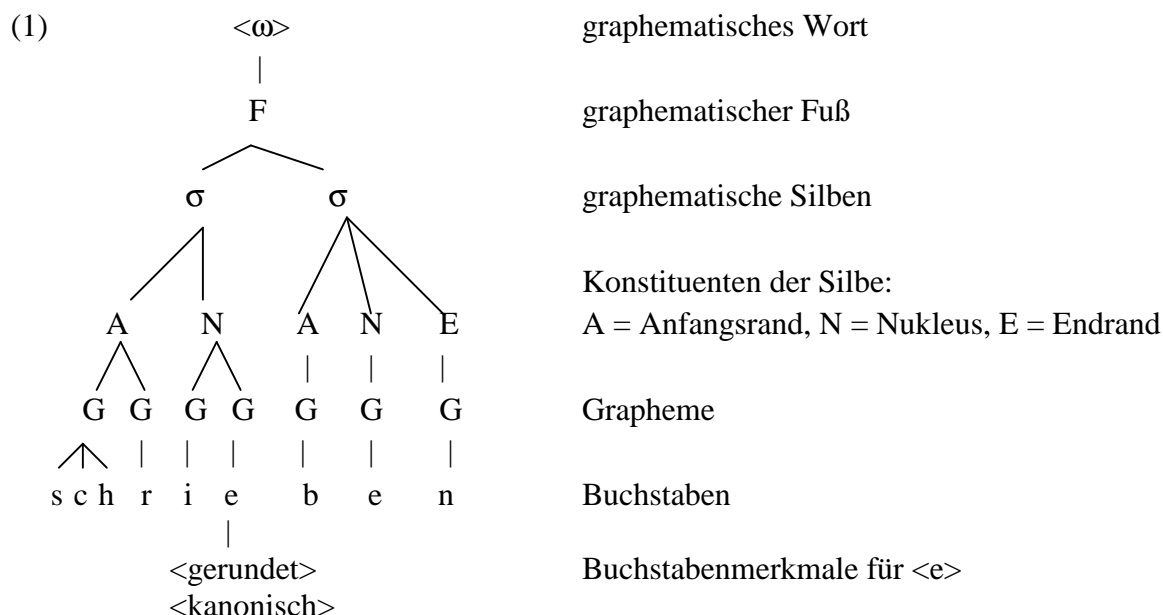 (1) <ω> graphematisches Wort
F graphematischer Fuß
σ σ graphematische Silben
Konstituenten der Silbe:
A N A N E A = Anfangsrand, N = Nukleus, E = Endrand
G G G G G G G Grapheme
s c h r i e b e n Buchstaben
<gerundet> Buchstabenmerkmale für <e>
<kanonisch>